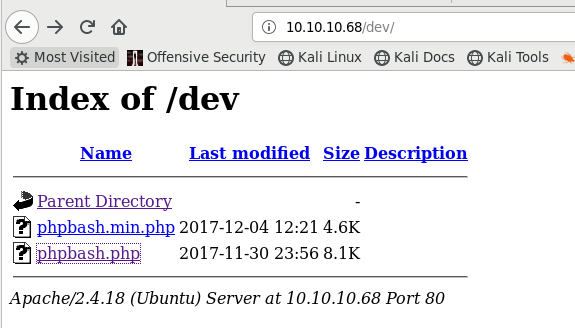 10.10.10.68/dev/
Most Visited Offensive Security Kali Linux Kali Docs Kali Tools
Index of /dev
Name Last modified Size Description
Parent Directory -
phpbash.min.php 2017-12-04 12:21 4.6K
phpbash.php 2017-11-30 23:56 8.1K
Apache/2.4.18 (Ubuntu) Server at 10.10.10.68 Port 80